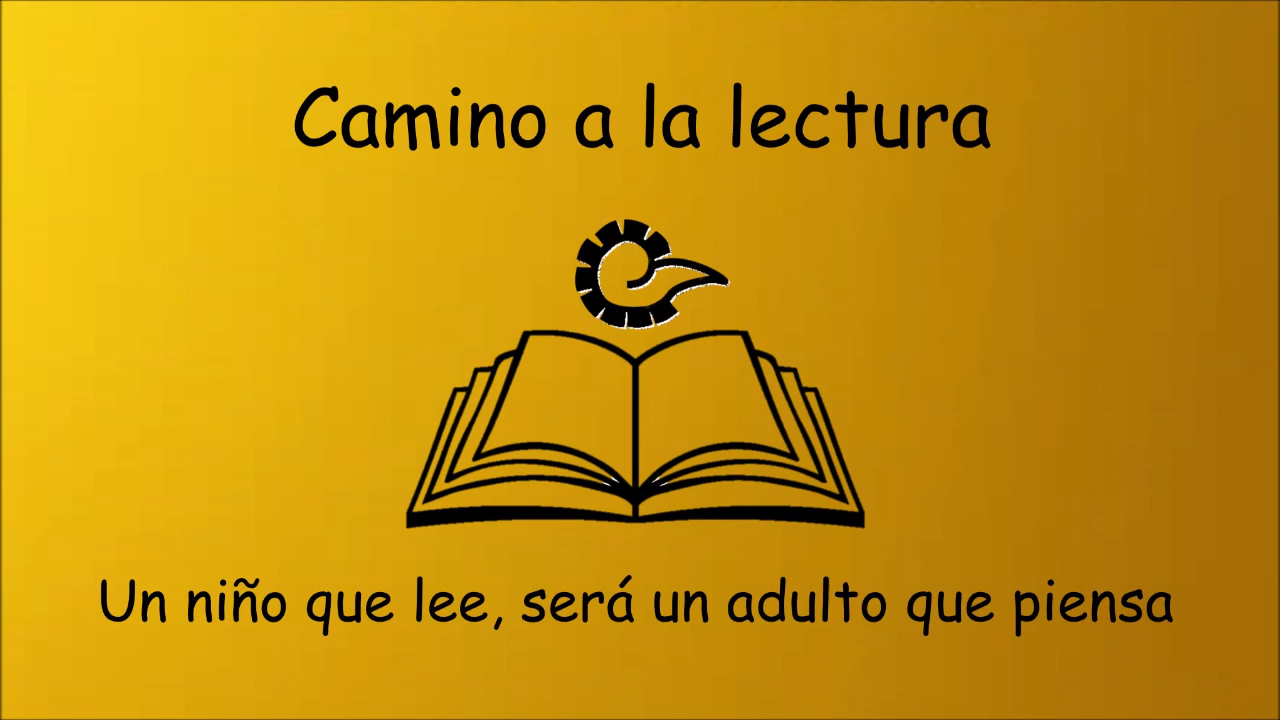 Camino a la lectura
Un niño que lee, será un adulto que piensa